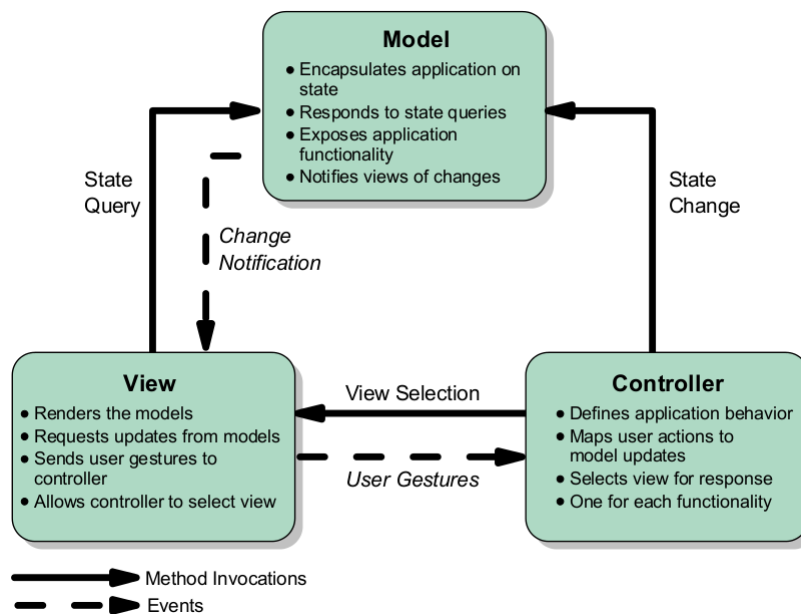 Model
● Encapsulates application on
state
● Responds to state queries
● Exposes application
functionality
● Notifies views of changes
State
Query
Change
Notification
State
Change
View
● Renders the models
● Requests updates from models
● Sends user gestures to
controller
● Allows controller to select view
View Selection
User Gestures
Controller
● Defines application behavior
● Maps user actions to
model updates
● Selects view for response
● One for each functionality
Method Invocations
Events